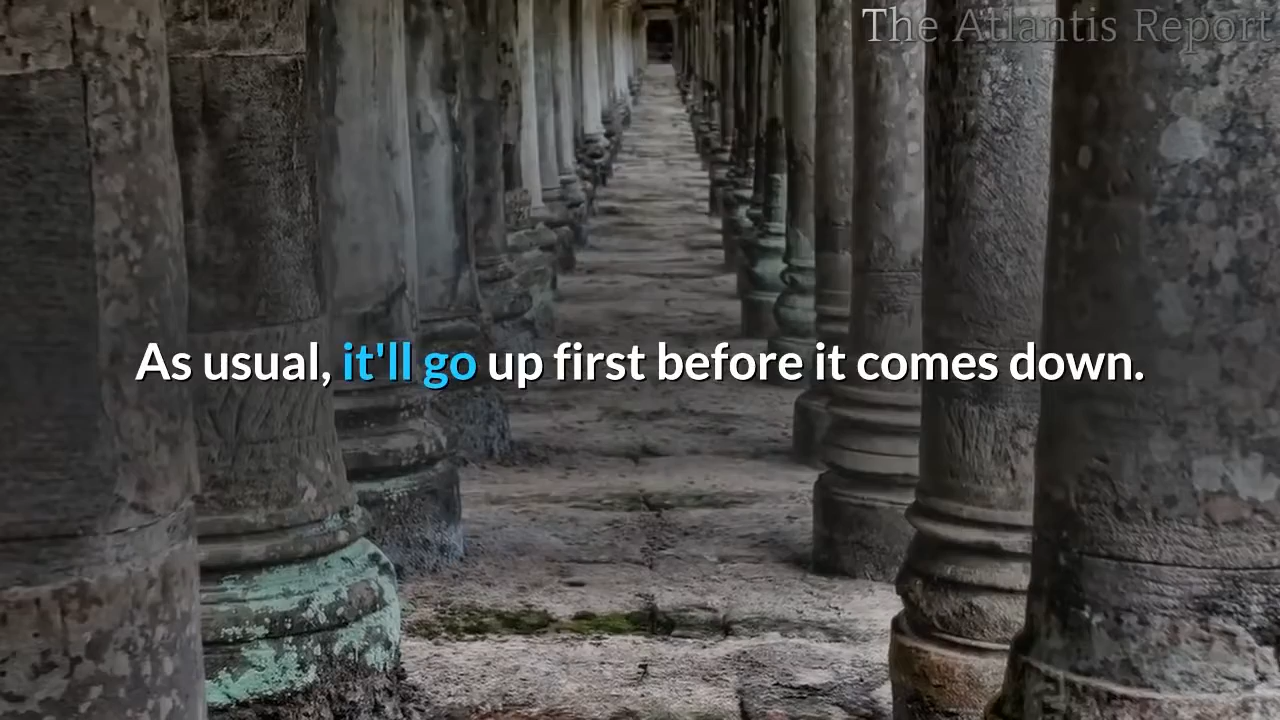 The Atlantis Report
As usual, it'll go up first before it comes down.